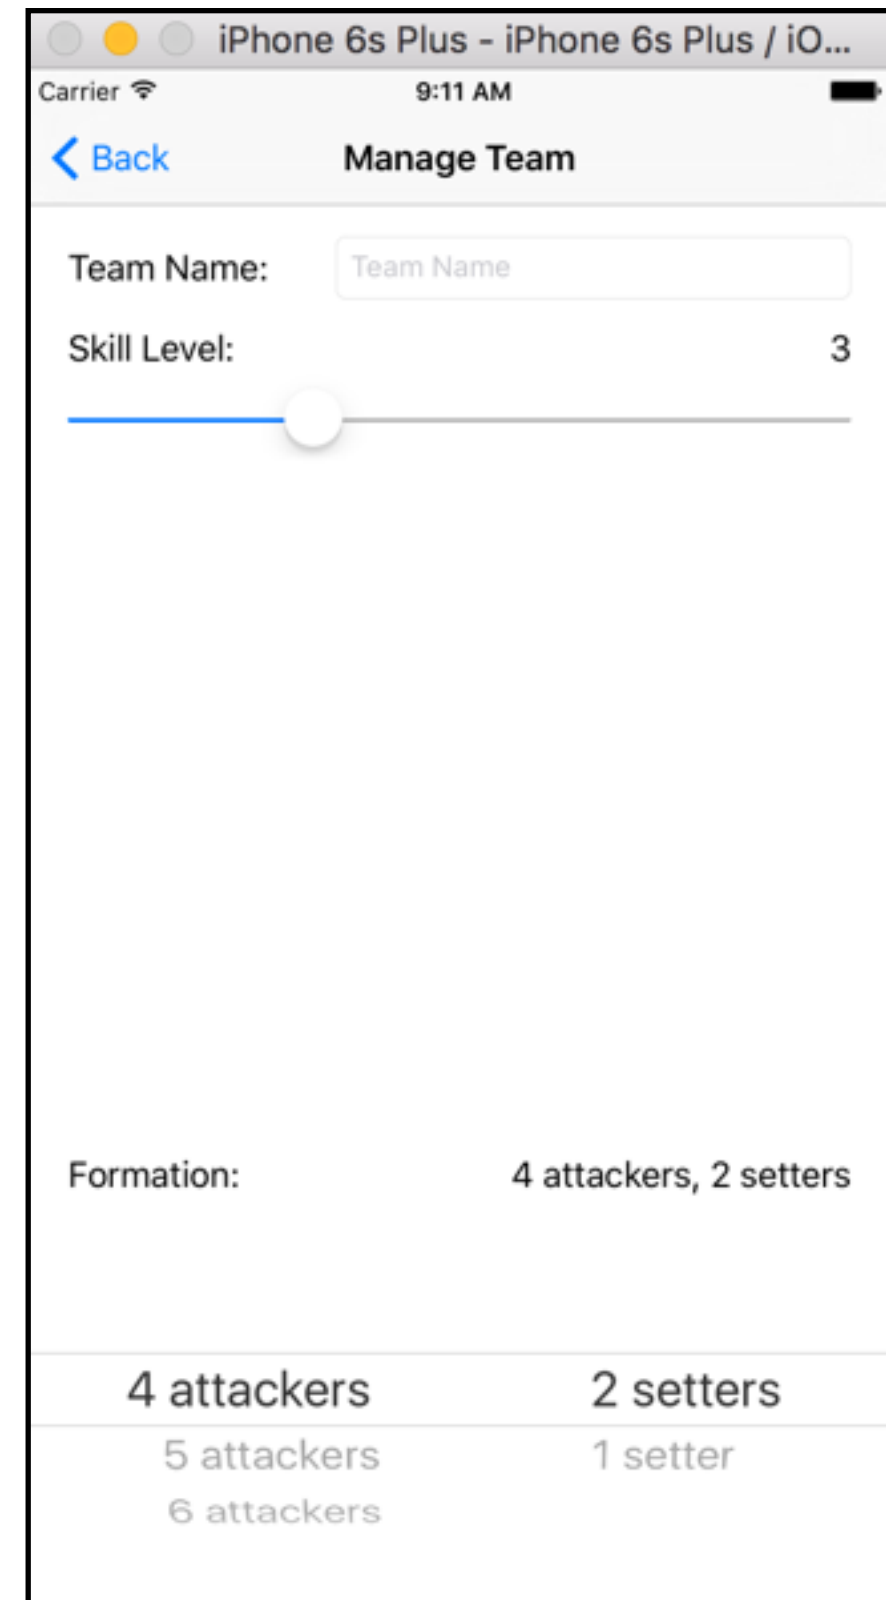 iPhone 6s Plus - iPhone 6s Plus / iO...
Carrier 9:11 AM
Back Manage Team
Team Name: Team Name
Skill Level: 3
Formation: 4 attackers, 2 setters
4 attackers 2 setters
5 attackers 1 setter
6 attackers